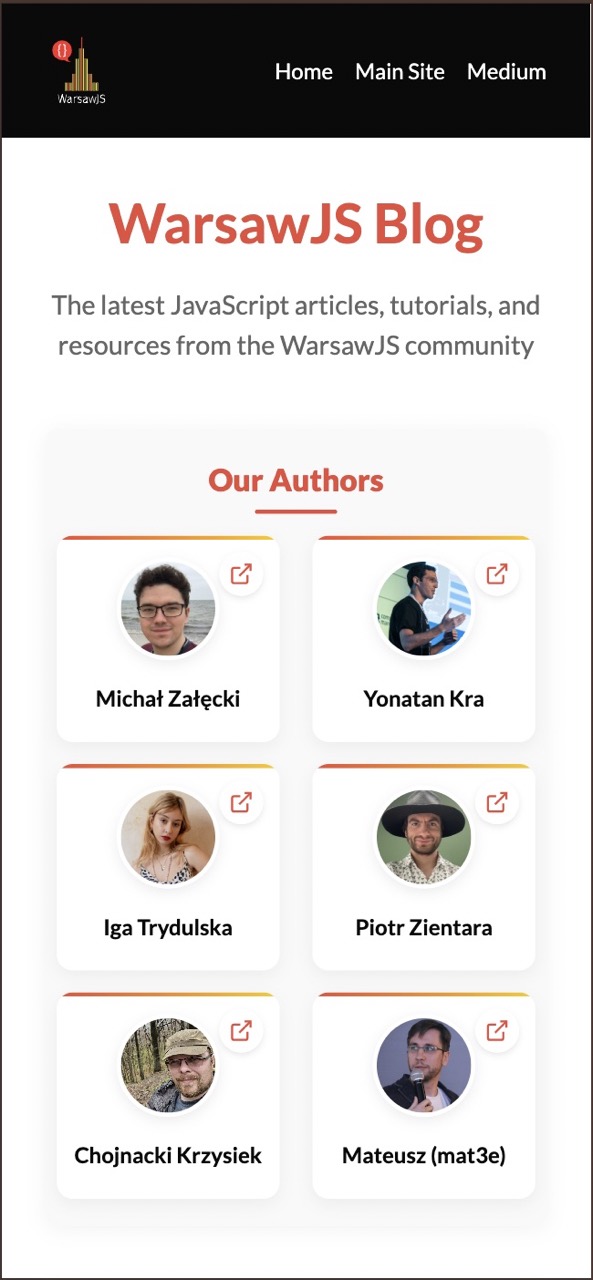 {}
WarsawJS
Home Main Site Medium
WarsawJS Blog
The latest JavaScript articles, tutorials, and
resources from the WarsawJS community
Our Authors
Michał Załęcki
Yonatan Kra
Iga Trydulska
Piotr Zientara
Chojnacki Krzysiek
Mateusz (mat3e)